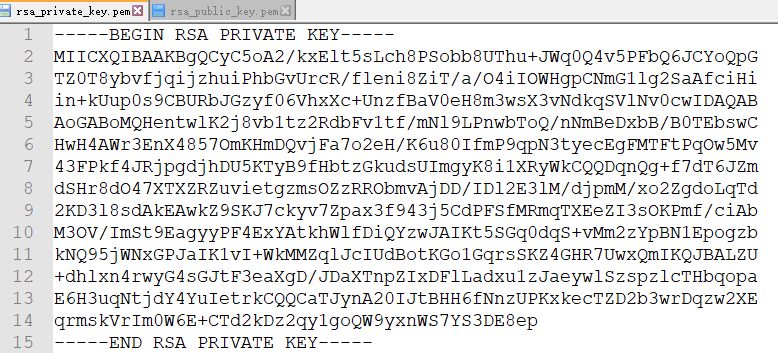 rsa_private_key.pem rsa_public_key.pem
1 -----BEGIN RSA PRIVATE KEY-----
2 MIICXQIBAAKBgQCyC5oA2/kxElt5sLch8PSobb8UThu+JWq0Q4v5PFbQ6JCYoQpG
3 TZ0T8ybvfjqijzhuiPhbGvUrcR/fleni8ZiT/a/O4iIOWHgpCNmG1lg2SaAfciHi
4 in+kUup0s9CBURbJGzyf06VhxXc+UnzfBaV0eH8m3wsX3vNdkqSVlNv0cwIDAQAB
5 AoGABoMQHentwlK2j8vb1tz2RdbFv1tf/mNl9LPnwbToQ/nNmBeDxbB/B0TEbswC
6 HwH4AWr3EnX4857OmKHmDQvjFa7o2eH/K6u80IfmP9qpN3tyecEgFMTFtPqOw5Mv
7 43FPkf4JRjpgdjhDU5KTyB9fHbtzGkudsUImgyK8i1XRyWkCQQDqnQg+f7dT6JZm
8 dSHr8dO47XTXZRZuvietgzmsOZzRRObmvAjDD/IDl2E3lM/djpmM/xo2ZgdoLqTd
9 2KD3l8sdAkEAwkZ9SKJ7ckyv7Zpax3f943j5CdPFSfMRmqTXEeZI3sOKPmf/ciAb
10 M3OV/ImSt9EagyyPF4ExYAtkhWlfDiQYzwJAIKt5SGq0dqS+vMm2zYpBN1Epogzb
11 kNQ95jWNxGPJaIK1vI+WkMMZqlJcIUdBotKGo1GqrsSKZ4GHR7UwxQmIKQJBALZU
12 +dhlxn4rwyG4sGJtF3eaXgD/JDaXTnpZIxDFlLadxu1zJaeywlSzspzlcTHbqopa
13 E6H3uqNtjdY4YuIetrkCQQCaTJynA20IJtBHH6fNnzUPKxkecTZD2b3wrDqzw2XE
14 qrmskVrIm0W6E+CTd2kDz2qy1goQW9yxnWS7YS3DE8ep
15 -----END RSA PRIVATE KEY-----